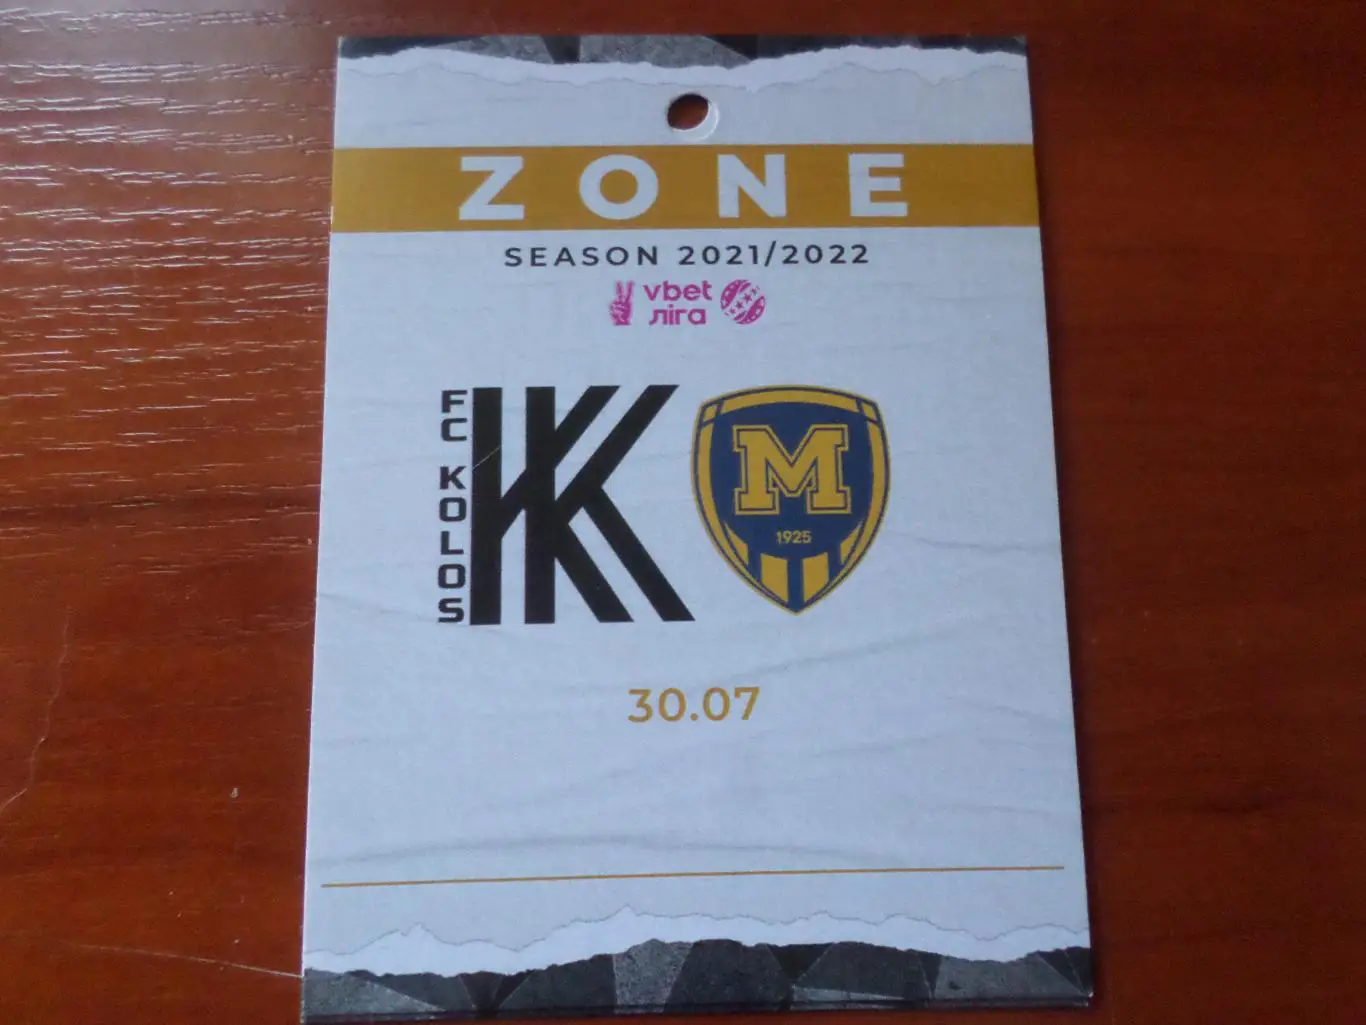 ZONE
SEASON 2021/2022
vbet
ліга
FC KOLOS
M
1925
30.07